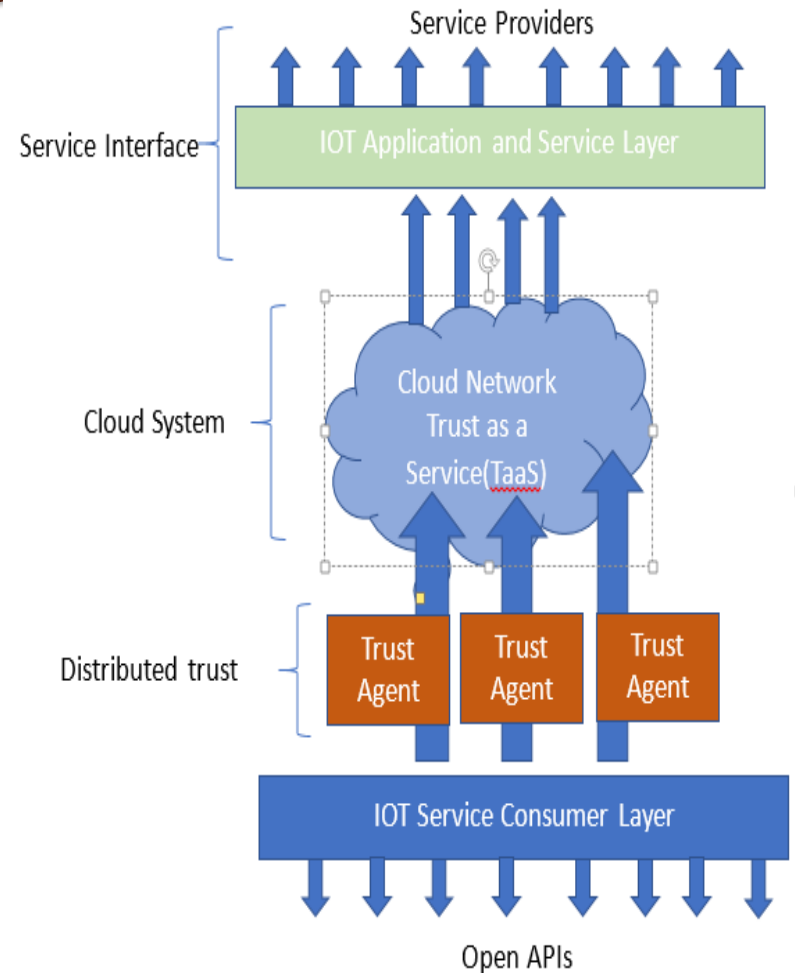 Service Providers
Service Interface
IOT Application and Service Layer
Cloud System
Cloud Network
Trust as a
Service(TaaS)
Distributed trust
Trust
Agent
Trust
Agent
Trust
Agent
IOT Service Consumer Layer
Open APIs